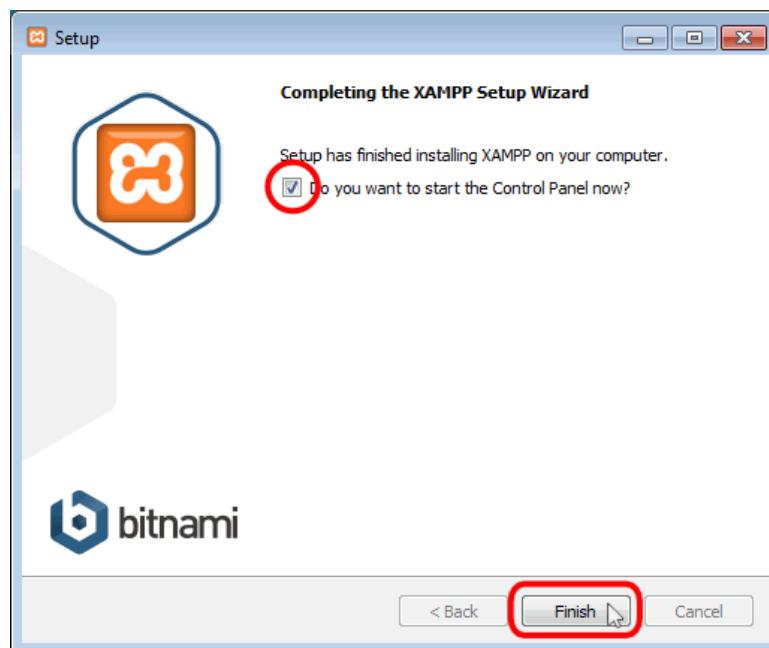 Setup
Completing the XAMPP Setup Wizard
Setup has finished installing XAMPP on your computer.
Do you want to start the Control Panel now?
bitnami
< Back
Finish
Cancel